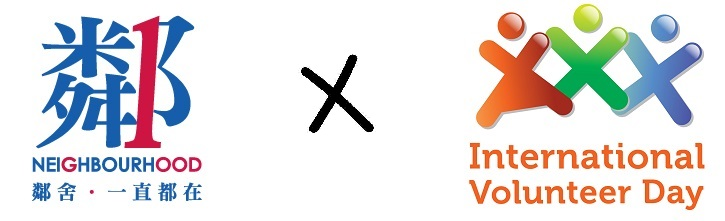 鄰
NEIGHBOURHOOD
鄰舍・一直都在
X
International
Volunteer Day